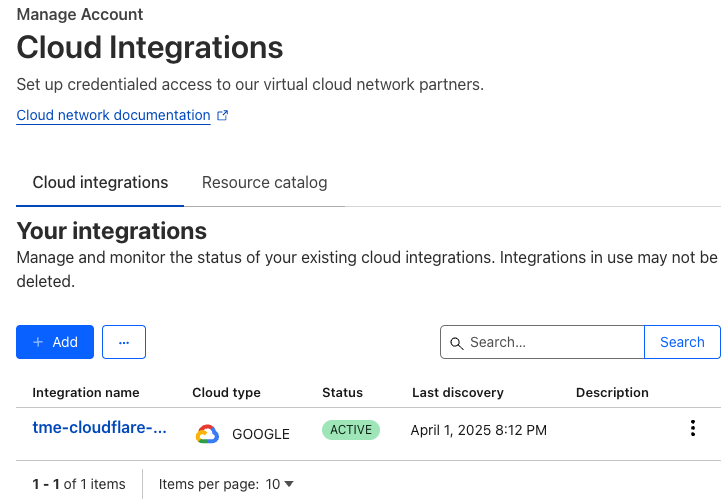 Manage Account
Cloud Integrations
Set up credentialed access to our virtual cloud network partners.
Cloud network documentation
Cloud integrations Resource catalog
Your integrations
Manage and monitor the status of your existing cloud integrations. Integrations in use may not be
deleted.
+ Add ... Search... Search
Integration name Cloud type Status Last discovery Description
tme-cloudflare-... GOOGLE ACTIVE April 1, 2025 8:12 PM
1 - 1 of 1 items Items per page: 10